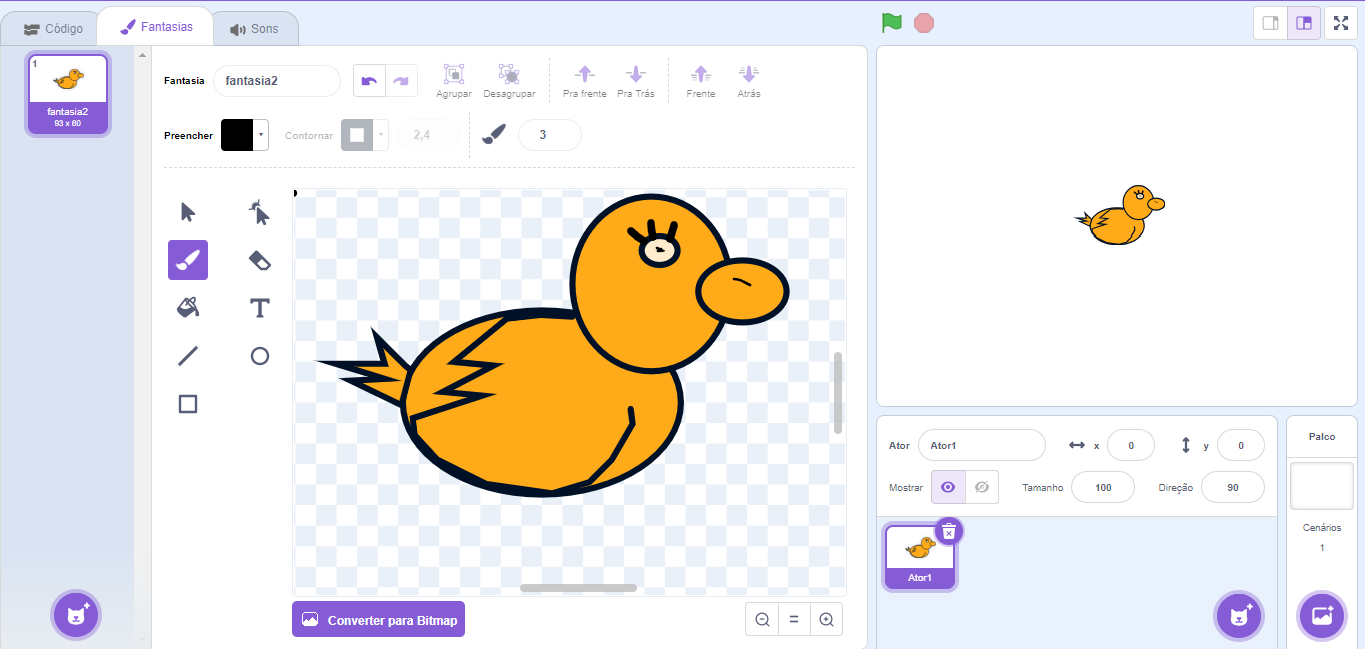 Código
Fantasias
Sons
1
fantasia2
93 x 60
Fantasia
fantasia2
Agrupar
Desagrupar
Pra frente
Pra Trás
Frente
Atrás
Preencher
Contornar
2,4
3
Converter para Bitmap
Ator
Ator1
x
0
y
0
Mostrar
Tamanho
100
Direção
90
Ator1
Palco
Cenários
1